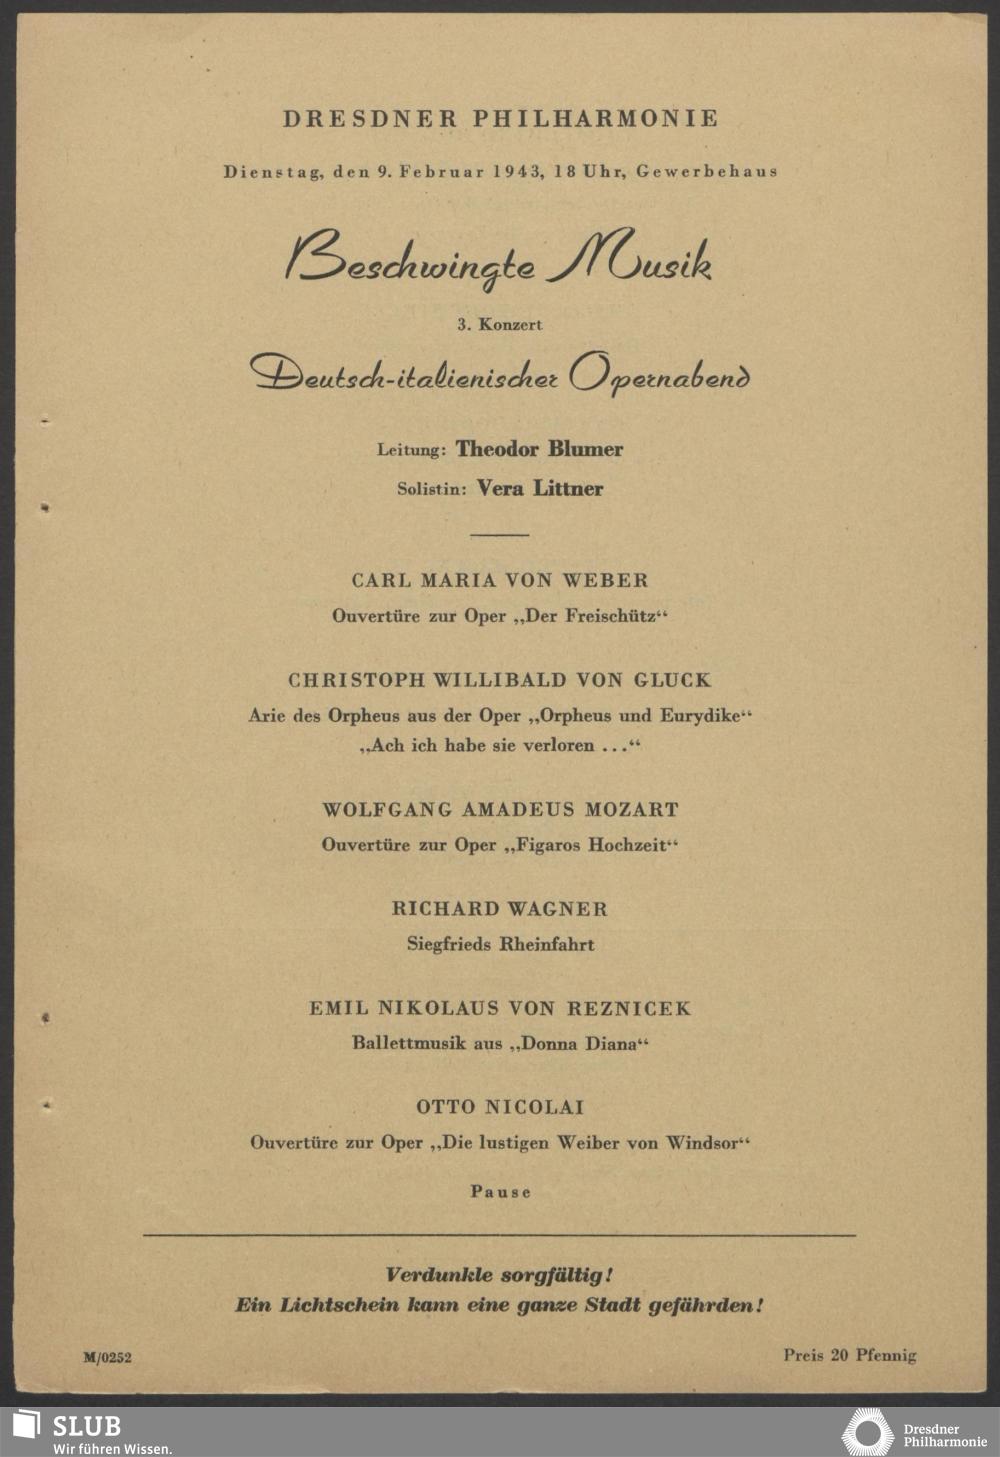 DRESDNER PHILHARMONIE
Dienstag, den 9. Februar 1943, 18 Uhr, Gewerbehaus
Beschwingte Musik
3. Konzert
Deutsch-italienischer Opernabend
Leitung: Theodor Blumer
Solistin: Vera Littner
CARL MARIA VON WEBER
Ouvertüre zur Oper „Der Freischütz“
CHRISTOPH WILLIBALD VON GLUCK
Arie des Orpheus aus der Oper „Orpheus und Eurydike“
„Ach ich habe sie verloren ...“
WOLFGANG AMADEUS MOZART
Ouvertüre zur Oper „Figaros Hochzeit“
RICHARD WAGNER
Siegfrieds Rheinfahrt
EMIL NIKOLAUS VON REZNICEK
Ballettmusik aus „Donna Diana“
OTTO NICOLAI
Ouvertüre zur Oper „Die lustigen Weiber von Windsor“
Pause
Verdunkle sorgfältig!
Ein Lichtschein kann eine ganze Stadt gefährden!
M/0252
Preis 20 Pfennig
SLUB
Wir führen Wissen.
Dresdner
Philharmonie